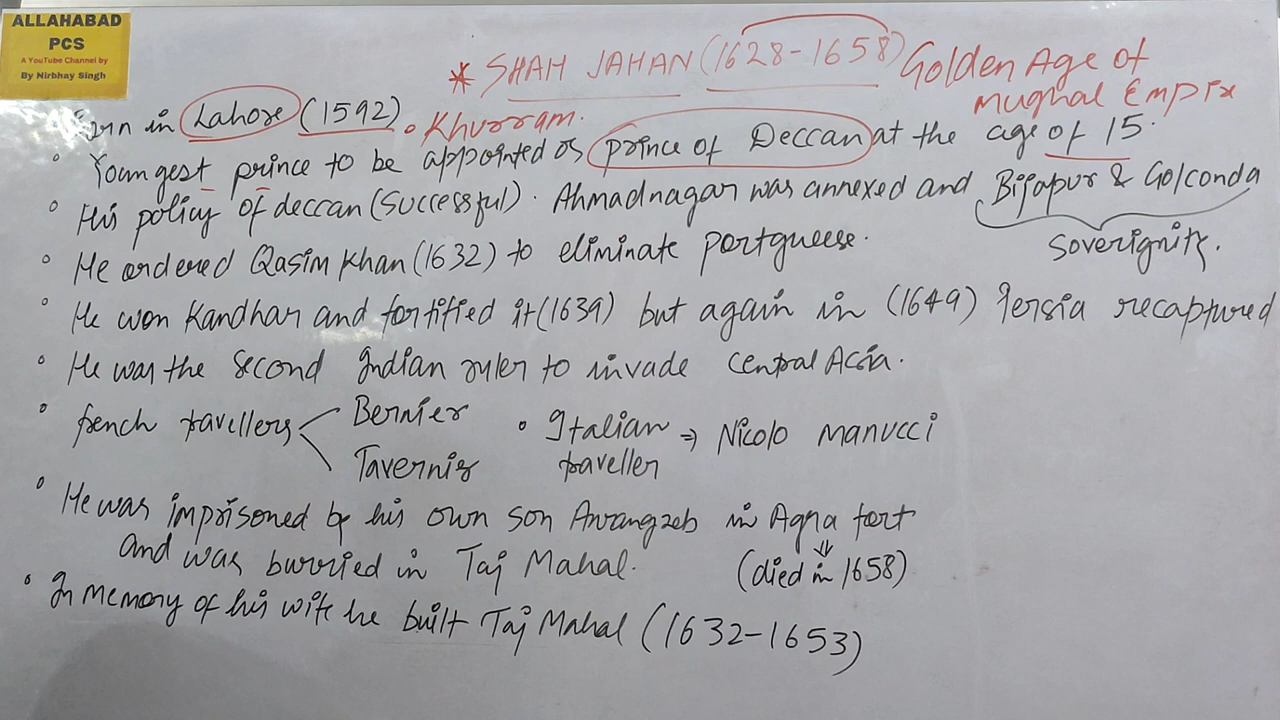 ALLAHABAD
PCS
A YouTube Channel by
By Nirbhay Singh
* SHAH JAHAN (1628-1658) Golden Age of
Mughal Empix
in Lahore (1592) . Khurram.
Youngest prince to be appointed as prince of Deccan at the age of 15.
His policy of deccan (Successful). Ahmadnagar was annexed and Bijapur & Golconda
Soverignity.
He ordered Qasim Khan (1632) to eliminate portgueese.
He won Kandhar and fortified it (1639) but again in (1649) Persia recaptured
He was the second Indian ruler to invade Central Asia.
french travellers Bernier
Tavernier
Italian traveller => Nicolo Manucci
He was imprisoned by his own son Aurangzeb in Agra fort
and was burried in Taj Mahal. (died in 1658)
In memory of his wife he built Taj Mahal (1632-1653)